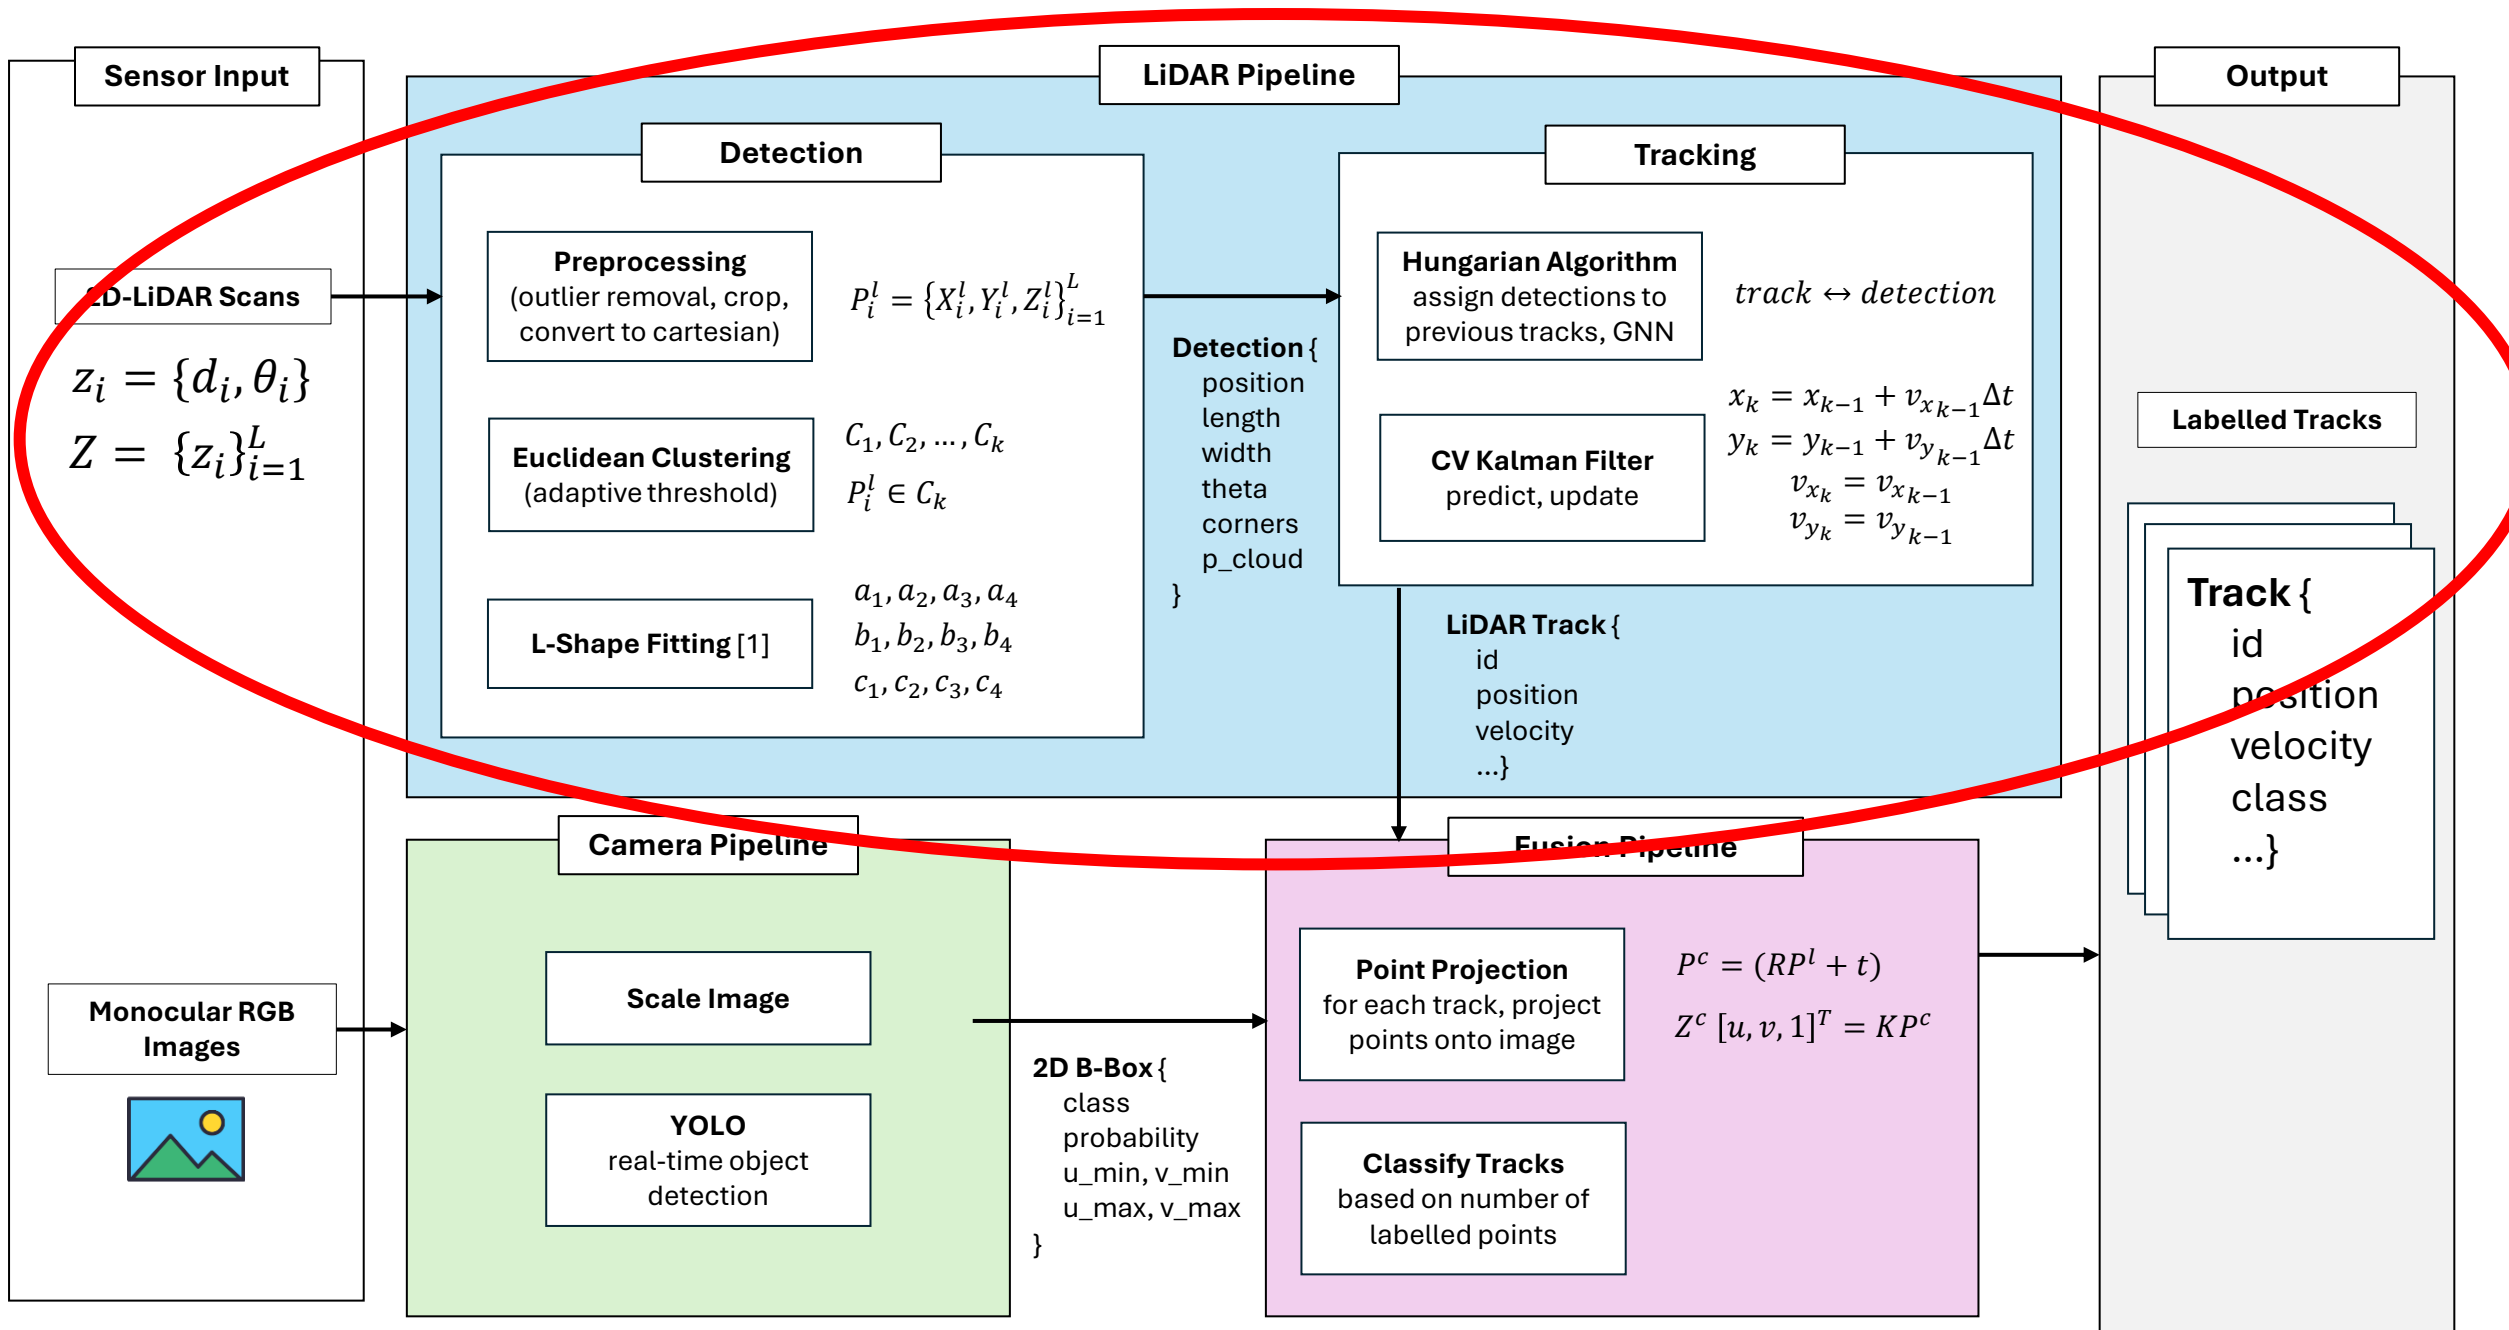 Sensor Input
2D-LiDAR Scans
z_i = {d_i, θ_i}
Z = {z_i}_{i=1}^L
Monocular RGB
Images
LiDAR Pipeline
Detection
Preprocessing
(outlier removal, crop,
convert to cartesian)
P_i^l = {X_i^l, Y_i^l, Z_i^l}_{i=1}^L
Euclidean Clustering
(adaptive threshold)
C_1, C_2, …, C_k
P_i^l ∈ C_k
L-Shape Fitting [1]
a_1, a_2, a_3, a_4
b_1, b_2, b_3, b_4
c_1, c_2, c_3, c_4
Detection {
position
length
width
theta
corners
p_cloud
}
Tracking
Hungarian Algorithm
assign detections to
previous tracks, GNN
track ↔ detection
CV Kalman Filter
predict, update
x_k = x_{k−1} + v_{x_{k−1}}Δt
y_k = y_{k−1} + v_{y_{k−1}}Δt
v_{x_k} = v_{x_{k−1}}
v_{y_k} = v_{y_{k−1}}
LiDAR Track {
id
position
velocity
...}
Camera Pipeline
Scale Image
YOLO
real-time object
detection
2D B-Box {
class
probability
u_min, v_min
u_max, v_max
}
Fusion Pipeline
Point Projection
for each track, project
points onto image
P^c = (RP^l + t)
Z^c [u, v, 1]^T = KP^c
Classify Tracks
based on number of
labelled points
Output
Labelled Tracks
Track {
id
position
velocity
class
...}